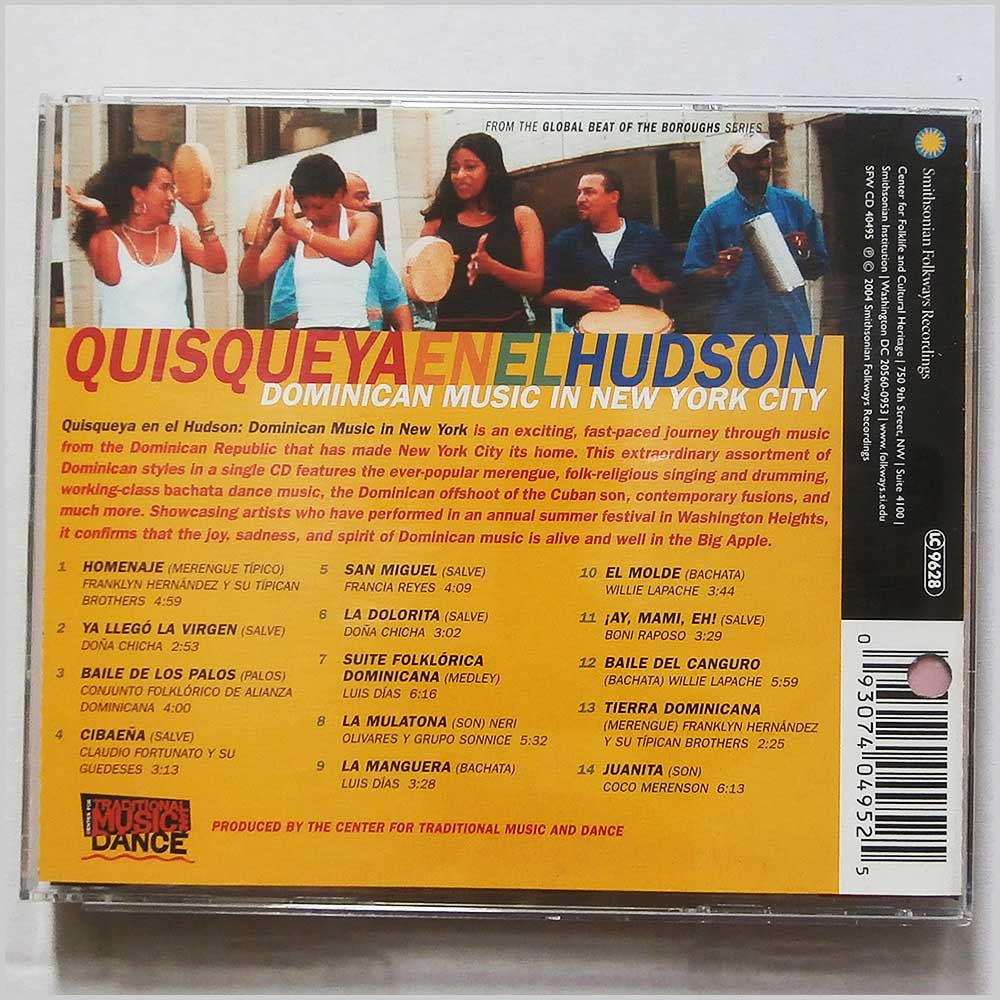 FROM THE GLOBAL BEAT OF THE BOROUGHS SERIES
QUISQUEYAENELHUDSON
DOMINICAN MUSIC IN NEW YORK CITY
Quisqueya en el Hudson: Dominican Music in New York is an exciting, fast-paced journey through music
from the Dominican Republic that has made New York City its home. This extraordinary assortment of
Dominican styles in a single CD features the ever-popular merengue, folk-religious singing and drumming,
working-class bachata dance music, the Dominican offshoot of the Cuban son, contemporary fusions, and
much more. Showcasing artists who have performed in an annual summer festival in Washington Heights,
it confirms that the joy, sadness, and spirit of Dominican music is alive and well in the Big Apple.
1 HOMENAJE (MERENGUE TÍPICO)
FRANKLYN HERNÁNDEZ Y SU TÍPICAN
BROTHERS 4:59
2 YA LLEGÓ LA VIRGEN (SALVE)
DOÑA CHICHA 2:53
3 BAILE DE LOS PALOS (PALOS)
CONJUNTO FOLKLÓRICO DE ALIANZA
DOMINICANA 4:00
4 CIBAEÑA (SALVE)
CLAUDIO FORTUNATO Y SU
GUEDESES 3:13
5 SAN MIGUEL (SALVE)
FRANCIA REYES 4:09
6 LA DOLORITA (SALVE)
DOÑA CHICHA 3:02
7 SUITE FOLKLÓRICA
DOMINICANA (MEDLEY)
LUIS DÍAS 6:16
8 LA MULATONA (SON) NERI
OLIVARES Y GRUPO SONNICE 5:32
9 LA MANGUERA (BACHATA)
LUIS DÍAS 3:28
10 EL MOLDE (BACHATA)
WILLIE LAPACHE 3:44
11 ¡AY, MAMI, EH! (SALVE)
BONI RAPOSO 3:29
12 BAILE DEL CANGURO
(BACHATA) WILLIE LAPACHE 5:59
13 TIERRA DOMINICANA
(MERENGUE) FRANKLYN HERNÁNDEZ
Y SU TÍPICAN BROTHERS 2:25
14 JUANITA (SON)
COCO MERENSON 6:13
CENTER FOR
TRADITIONAL
MUSIC AND
DANCE
PRODUCED BY THE CENTER FOR TRADITIONAL MUSIC AND DANCE
Smithsonian Folkways Recordings
Center for Folklife and Cultural Heritage | 750 9th Street, NW | Suite 4100 |
Smithsonian Institution | Washington DC 20560-0953 | www.folkways.si.edu
SFW CD 40495 ℗ © 2004 Smithsonian Folkways Recordings
LC 9628
0 93074 04952 5